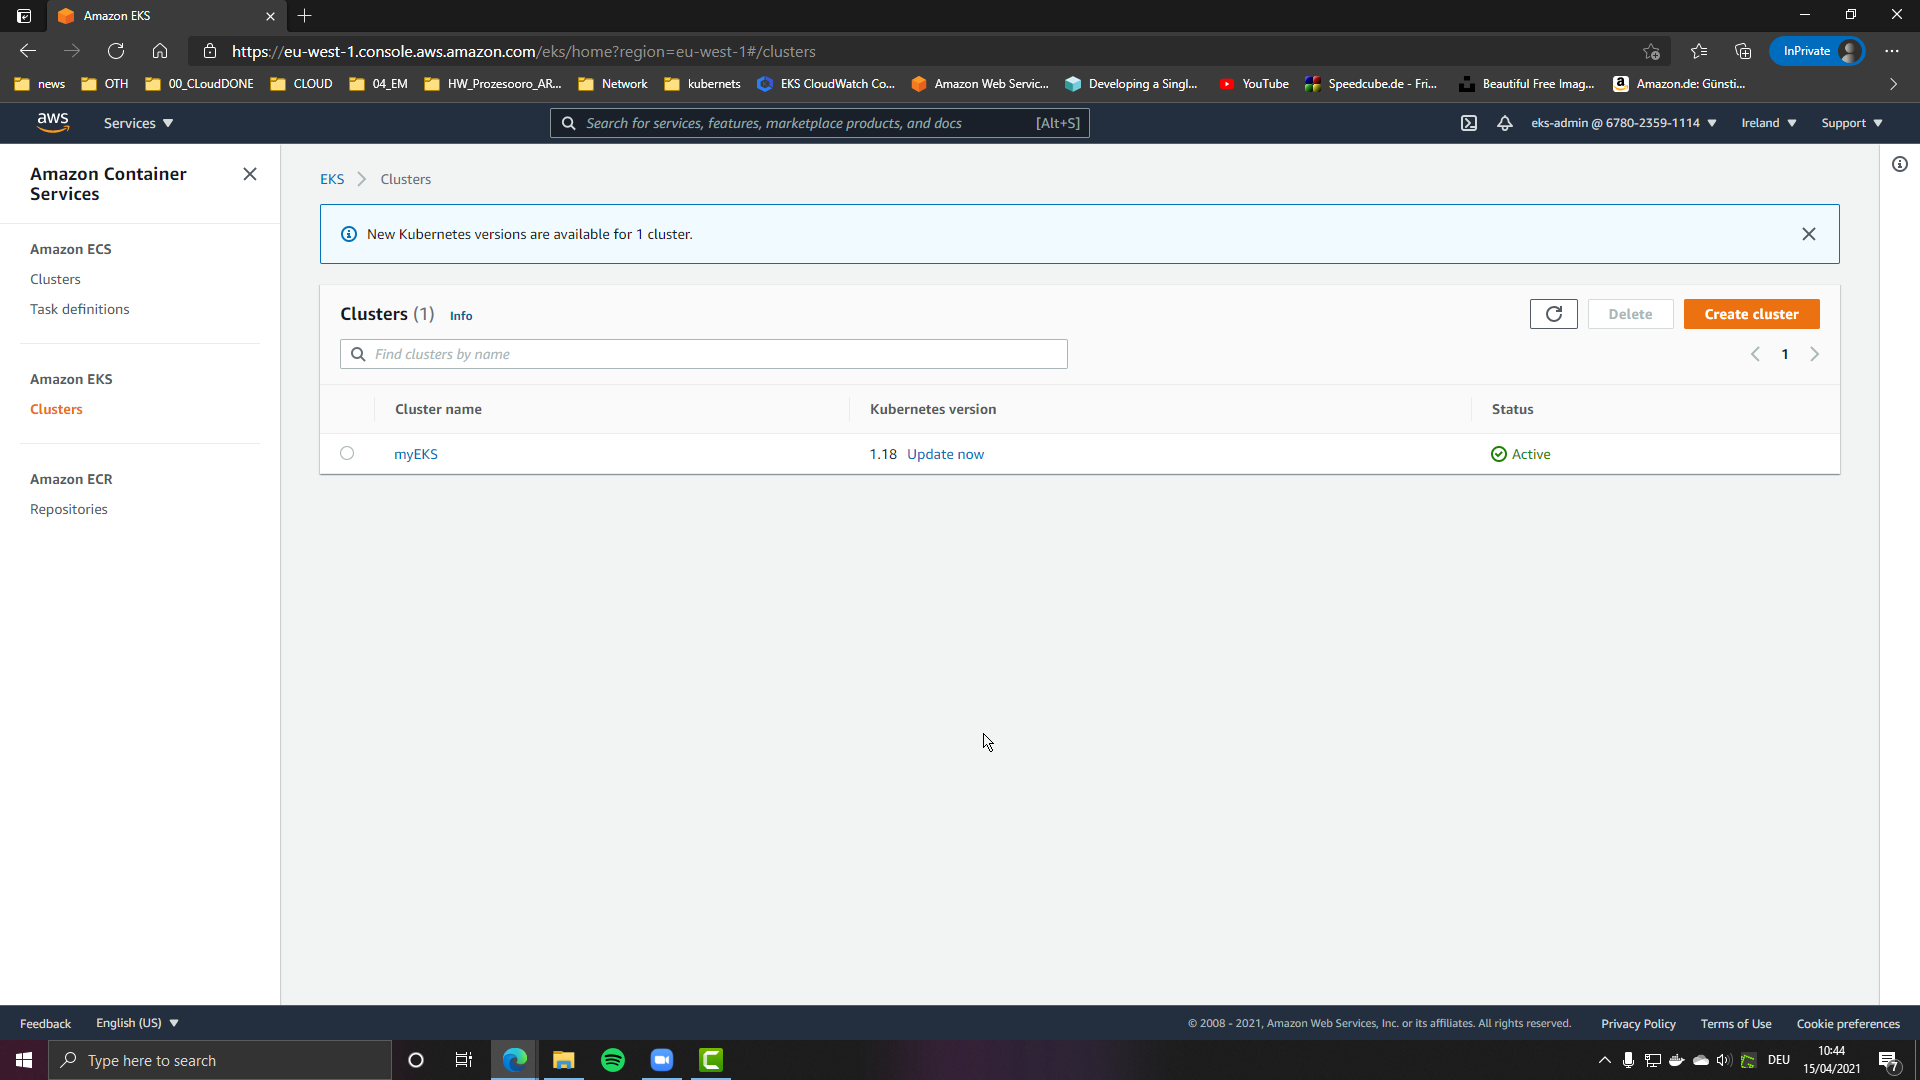 Amazon EKS
https://eu-west-1.console.aws.amazon.com/eks/home?region=eu-west-1#/clusters
InPrivate
news
OTH
00_CLoudDONE
CLOUD
04_EM
HW_Prozesooro_AR...
Network
kubernets
EKS CloudWatch Co...
Amazon Web Servic...
Developing a Singl...
YouTube
Speedcube.de - Fri...
Beautiful Free Imag...
Amazon.de: Günsti...
aws
Services
Search for services, features, marketplace products, and docs [Alt+S]
eks-admin @ 6780-2359-1114
Ireland
Support
Amazon Container
Services
Amazon ECS
Clusters
Task definitions
Amazon EKS
Clusters
Amazon ECR
Repositories
EKS
Clusters
New Kubernetes versions are available for 1 cluster.
Clusters (1) Info
Delete
Create cluster
Find clusters by name
1
Cluster name
Kubernetes version
Status
myEKS
1.18 Update now
Active
Feedback
English (US)
© 2008 - 2021, Amazon Web Services, Inc. or its affiliates. All rights reserved.
Privacy Policy
Terms of Use
Cookie preferences
Type here to search
DEU
10:44
15/04/2021
7